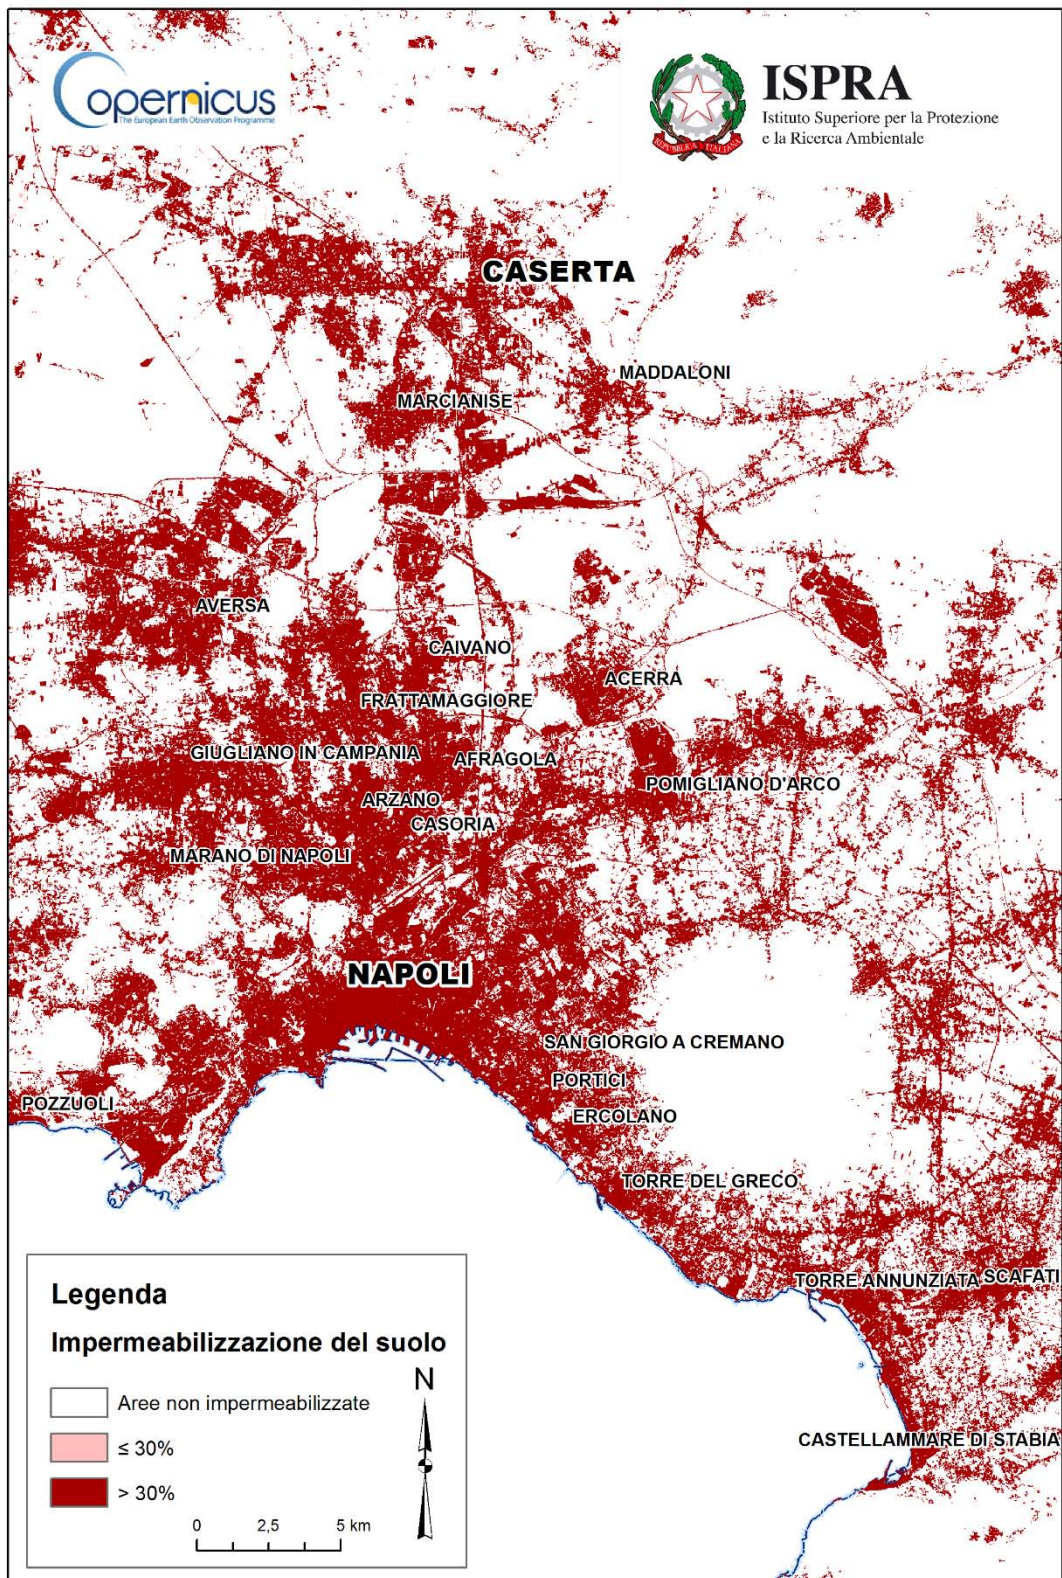 Copernicus
The European Earth Observation Programme
ISPRA
Istituto Superiore per la Protezione
e la Ricerca Ambientale
REPVBBLICA ITALIANA
CASERTA
MADDALONI
MARCIANISE
AVERSA
CAIVANO
ACERRA
FRATTAMAGGIORE
GIUGLIANO IN CAMPANIA
AFRAGOLA
POMIGLIANO D'ARCO
ARZANO
CASORIA
MARANO DI NAPOLI
NAPOLI
SAN GIORGIO A CREMANO
PORTICI
POZZUOLI
ERCOLANO
TORRE DEL GRECO
TORRE ANNUNZIATA
SCAFATI
CASTELLAMMARE DI STABIA
Legenda
Impermeabilizzazione del suolo
Aree non impermeabilizzate
≤ 30%
> 30%
N
0 2,5 5 km